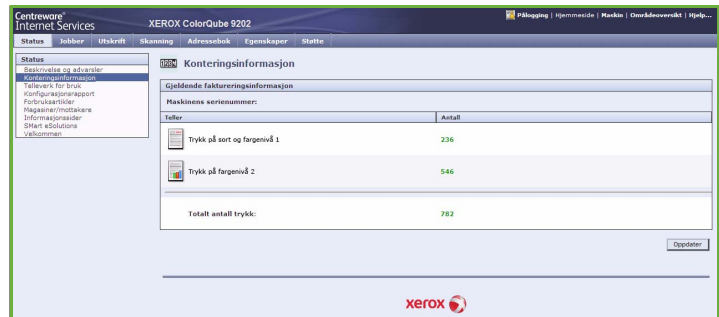 Centreware®
Internet Services
XEROX ColorQube 9202
Pålogging | Hjemmeside | Maskin | Områdeoversikt | Hjelp...
Status Jobber Utskrift Skanning Adressebok Egenskaper Støtte
Status
Beskrivelse og advarsler
Konteringsinformasjon
Telleverk for bruk
Konfigurasjonsrapport
Forbruksartikler
Magasiner/mottakere
Informasjonssider
SMart eSolutions
Velkommen
Konteringsinformasjon
Gjeldende faktureringsinformasjon
Maskinens serienummer:
Teller Antall
Trykk på sort og fargenivå 1 236
Trykk på fargenivå 2 546
Totalt antall trykk: 782
Oppdater
xerox